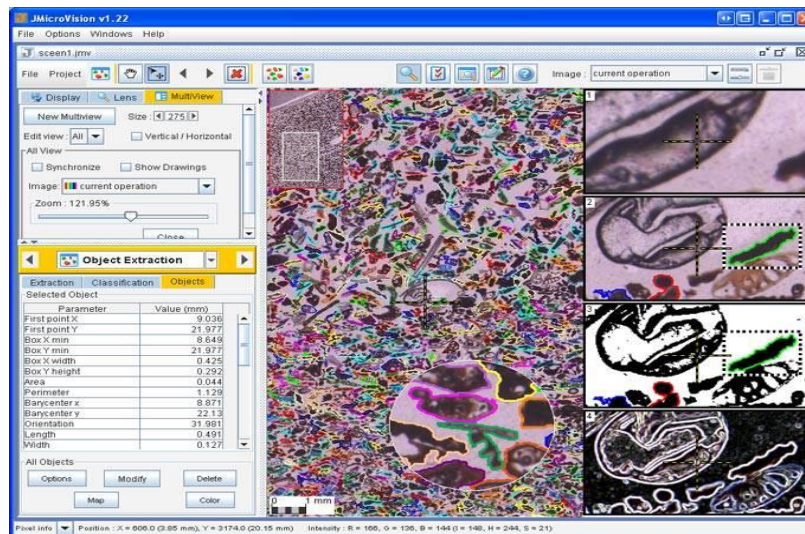 JMicroVision v1.22
File Options Windows Help
sceen1.jmv
File Project
Image : current operation
Display Lens MultiView
New Multiview Size : 275
Edit view : All Vertical / Horizontal
All View
Synchronize Show Drawings
Image: current operation
Zoom : 121.95%
Close
Object Extraction
Extraction Classification Objects
Selected Object
Parameter Value (mm)
First point X 9.036
First point Y 21.977
Box X min 8.649
Box Y min 21.977
Box X width 0.425
Box Y height 0.292
Area 0.044
Perimeter 1.129
Barycenter x 8.871
Barycenter y 22.13
Orientation 31.981
Length 0.491
Width 0.127
All Objects
Options Modify Delete
Map Color
0 1 mm
1
2
3
4
Pixel info Position : X = 606.0 (3.85 mm), Y = 3174.0 (20.15 mm) Intensity : R = 166, G = 136, B = 144 (I = 148, H = 244, S = 21)